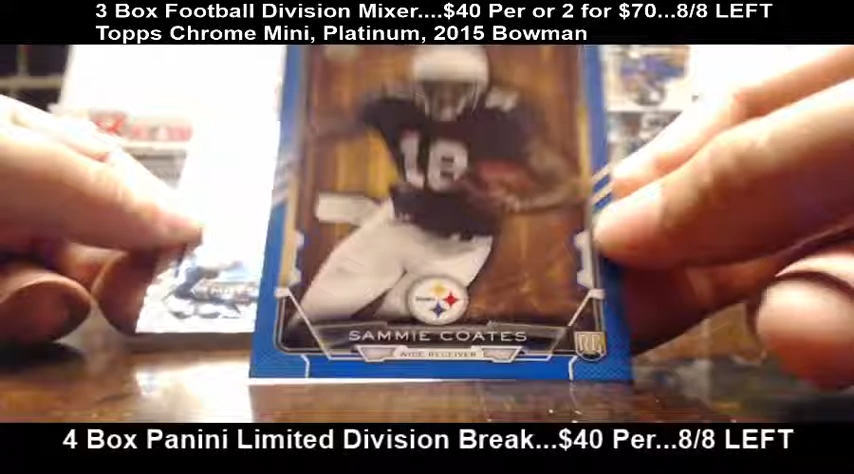 3 Box Football Division Mixer....$40 Per or 2 for $70...8/8 LEFT
Topps Chrome Mini, Platinum, 2015 Bowman
18
SAMMIE COATES
WIDE RECEIVER
RC
4 Box Panini Limited Division Break...$40 Per...8/8 LEFT